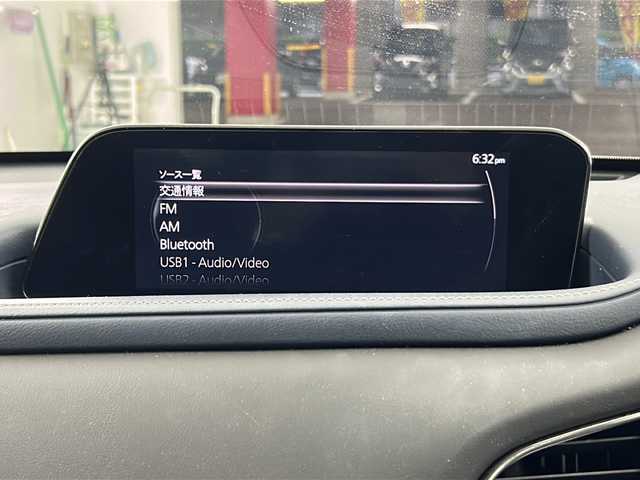 6:32pm
ソース一覧
交通情報
FM
AM
Bluetooth
USB1 - Audio/Video
USB2 - Audio/Video